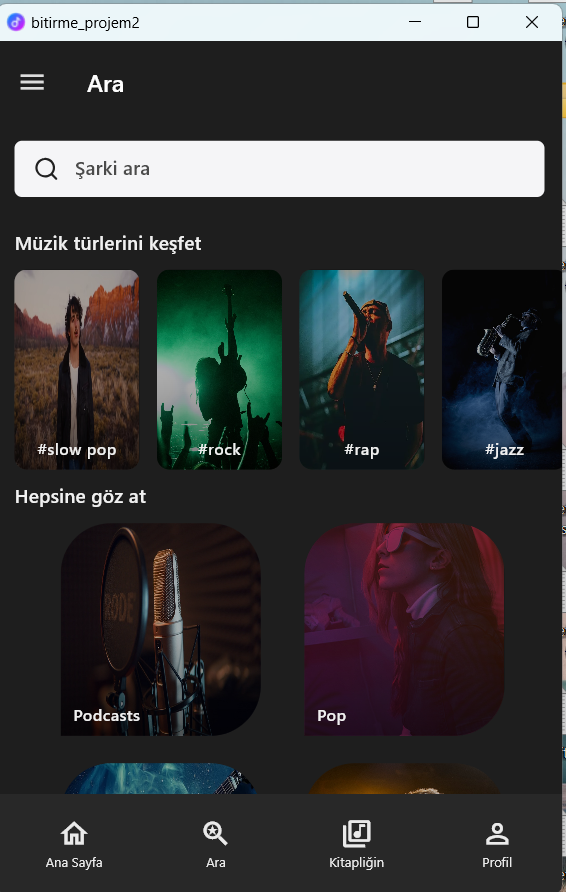 bitirme_projem2
Ara
Şarki ara
Müzik türlerini keşfet
#slow pop
#rock
#rap
#jazz
Hepsine göz at
RODE
Podcasts
Pop
Ana Sayfa
Ara
Kitapliğin
Profil